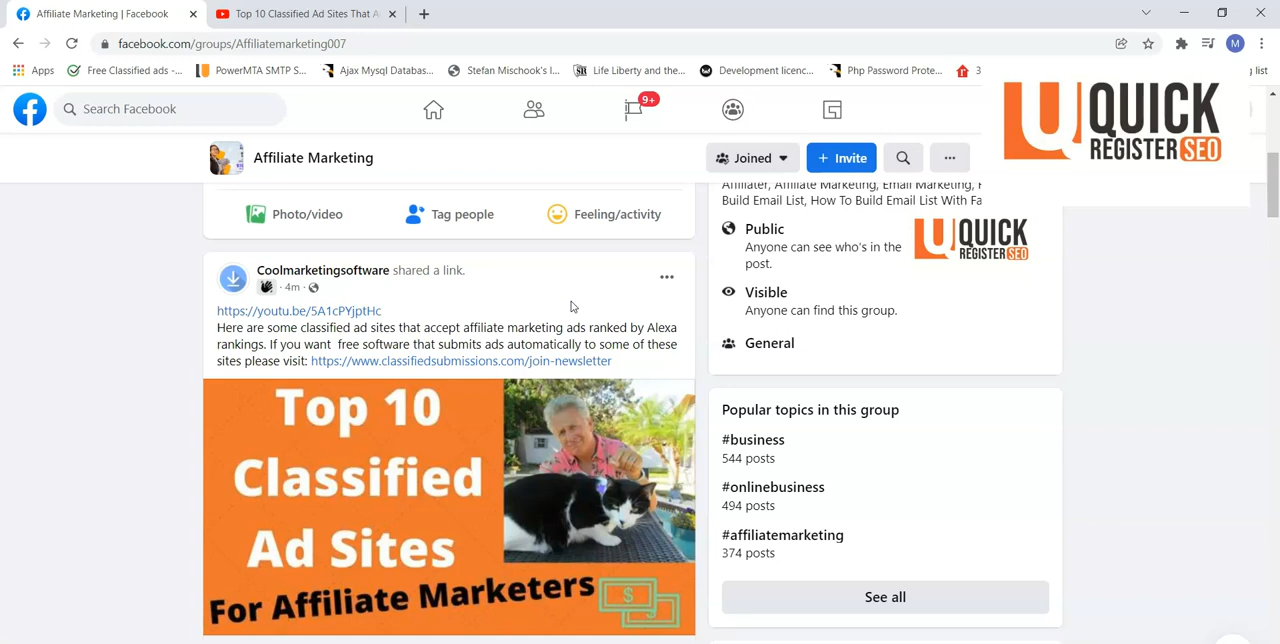 Affiliate Marketing | Facebook
Top 10 Classified Ad Sites That A
facebook.com/groups/Affiliatemarketing007
M
Apps
Free Classified ads -...
PowerMTA SMTP S...
Ajax Mysql Databas...
Stefan Mischook's I...
Life Liberty and the...
Development licenc...
Php Password Prote...
3
g list
Search Facebook
9+
U QUICK
REGISTER SEO
Affiliate Marketing
Joined
+ Invite
Affiliater, Affiliate Marketing, Email Marketing, F
Build Email List, How To Build Email List With Fa
Photo/video
Tag people
Feeling/activity
Public
Anyone can see who's in the
post.
U QUICK
REGISTER SEO
Coolmarketingsoftware shared a link.
· 4m ·
https://youtu.be/5A1cPYjptHc
Here are some classified ad sites that accept affiliate marketing ads ranked by Alexa
rankings. If you want free software that submits ads automatically to some of these
sites please visit: https://www.classifiedsubmissions.com/join-newsletter
Visible
Anyone can find this group.
General
Top 10
Classified
Ad Sites
For Affiliate Marketers
$
Popular topics in this group
#business
544 posts
#onlinebusiness
494 posts
#affiliatemarketing
374 posts
See all